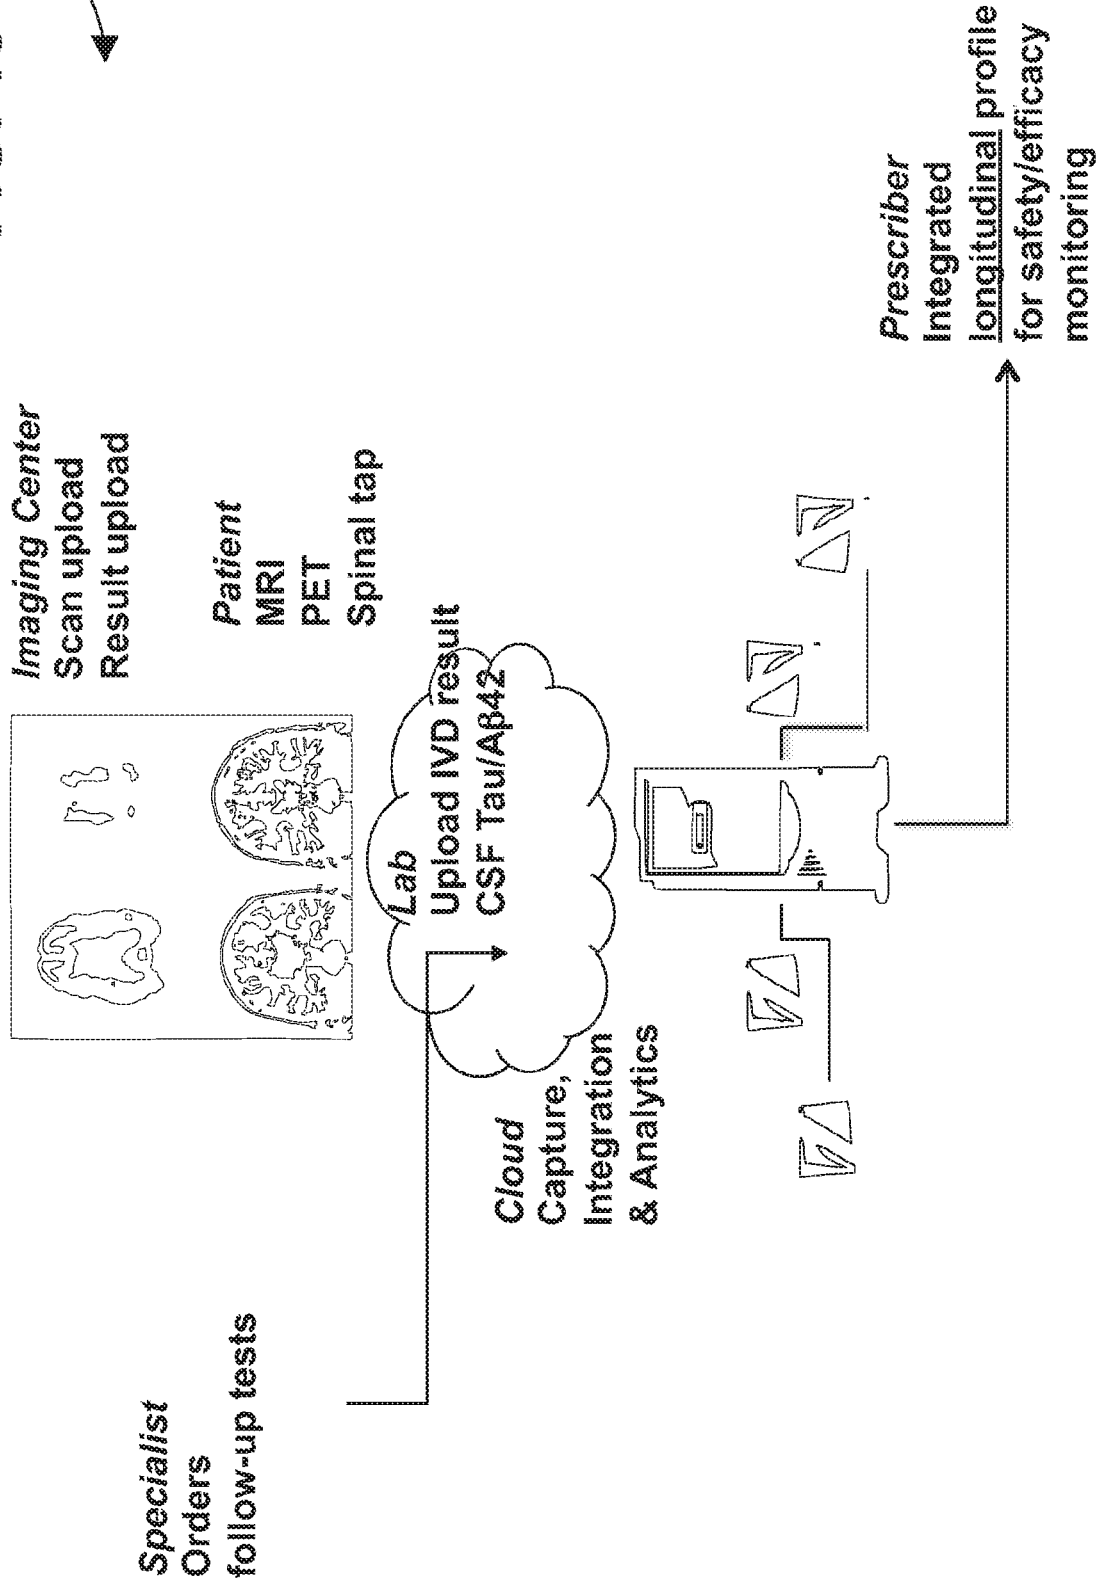 Specialist
Orders
follow-up tests
Imaging Center
Scan upload
Result upload
Patient
MRI
PET
Spinal tap
Lab
Upload IVD result
CSF Tau/Aβ42
Cloud
Capture,
Integration
& Analytics
Prescriber
Integrated
longitudinal profile
for safety/efficacy
monitoring